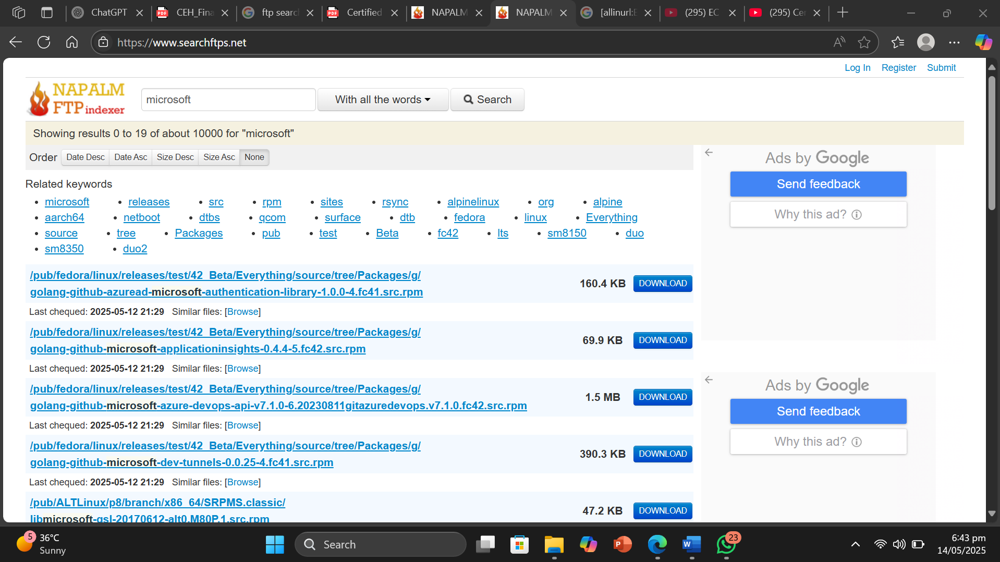 ChatGPT
CEH_Fina
ftp searc
Certified
NAPALM
NAPALM
[allinurl:E
(295) EC
(295) Cer
https://www.searchftps.net
Log In Register Submit
NAPALM
FTP indexer
microsoft
With all the words
Search
Showing results 0 to 19 of about 10000 for "microsoft"
Order Date Desc Date Asc Size Desc Size Asc None
Related keywords
microsoft releases src rpm sites rsync alpinelinux org alpine
aarch64 netboot dtbs qcom surface dtb fedora linux Everything
source tree Packages pub test Beta fc42 lts sm8150 duo
sm8350 duo2
/pub/fedora/linux/releases/test/42_Beta/Everything/source/tree/Packages/g/
golang-github-azuread-microsoft-authentication-library-1.0.0-4.fc41.src.rpm
160.4 KB DOWNLOAD
Last chequed: 2025-05-12 21:29 Similar files: [Browse]
/pub/fedora/linux/releases/test/42_Beta/Everything/source/tree/Packages/g/
golang-github-microsoft-applicationinsights-0.4.4-5.fc42.src.rpm
69.9 KB DOWNLOAD
Last chequed: 2025-05-12 21:29 Similar files: [Browse]
/pub/fedora/linux/releases/test/42_Beta/Everything/source/tree/Packages/g/
golang-github-microsoft-azure-devops-api-v7.1.0-6.20230811gitazuredevops.v7.1.0.fc42.src.rpm
1.5 MB DOWNLOAD
Last chequed: 2025-05-12 21:29 Similar files: [Browse]
/pub/fedora/linux/releases/test/42_Beta/Everything/source/tree/Packages/g/
golang-github-microsoft-dev-tunnels-0.0.25-4.fc41.src.rpm
390.3 KB DOWNLOAD
Last chequed: 2025-05-12 21:29 Similar files: [Browse]
/pub/ALTLinux/p8/branch/x86_64/SRPMS.classic/
libmicrosoft-gsl-20170612-alt0.M80P.1.src.rpm
47.2 KB DOWNLOAD
Ads by Google
Send feedback
Why this ad?
Ads by Google
Send feedback
Why this ad?
5
36°C
Sunny
Search
23
6:43 pm
14/05/2025